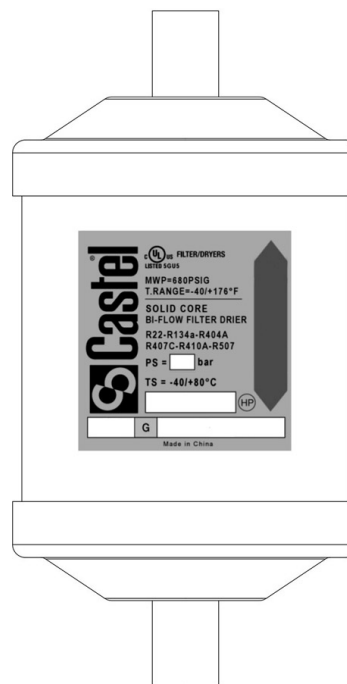 Castel®
C UL US FILTER/DRYERS
LISTED SGUS
MWP=680PSIG
T.RANGE=-40/+176°F
SOLID CORE
BI-FLOW FILTER DRIER
R22-R134a-R404A
R407C-R410A-R507
PS = bar
TS = -40/+80°C
HP
G
Made in China